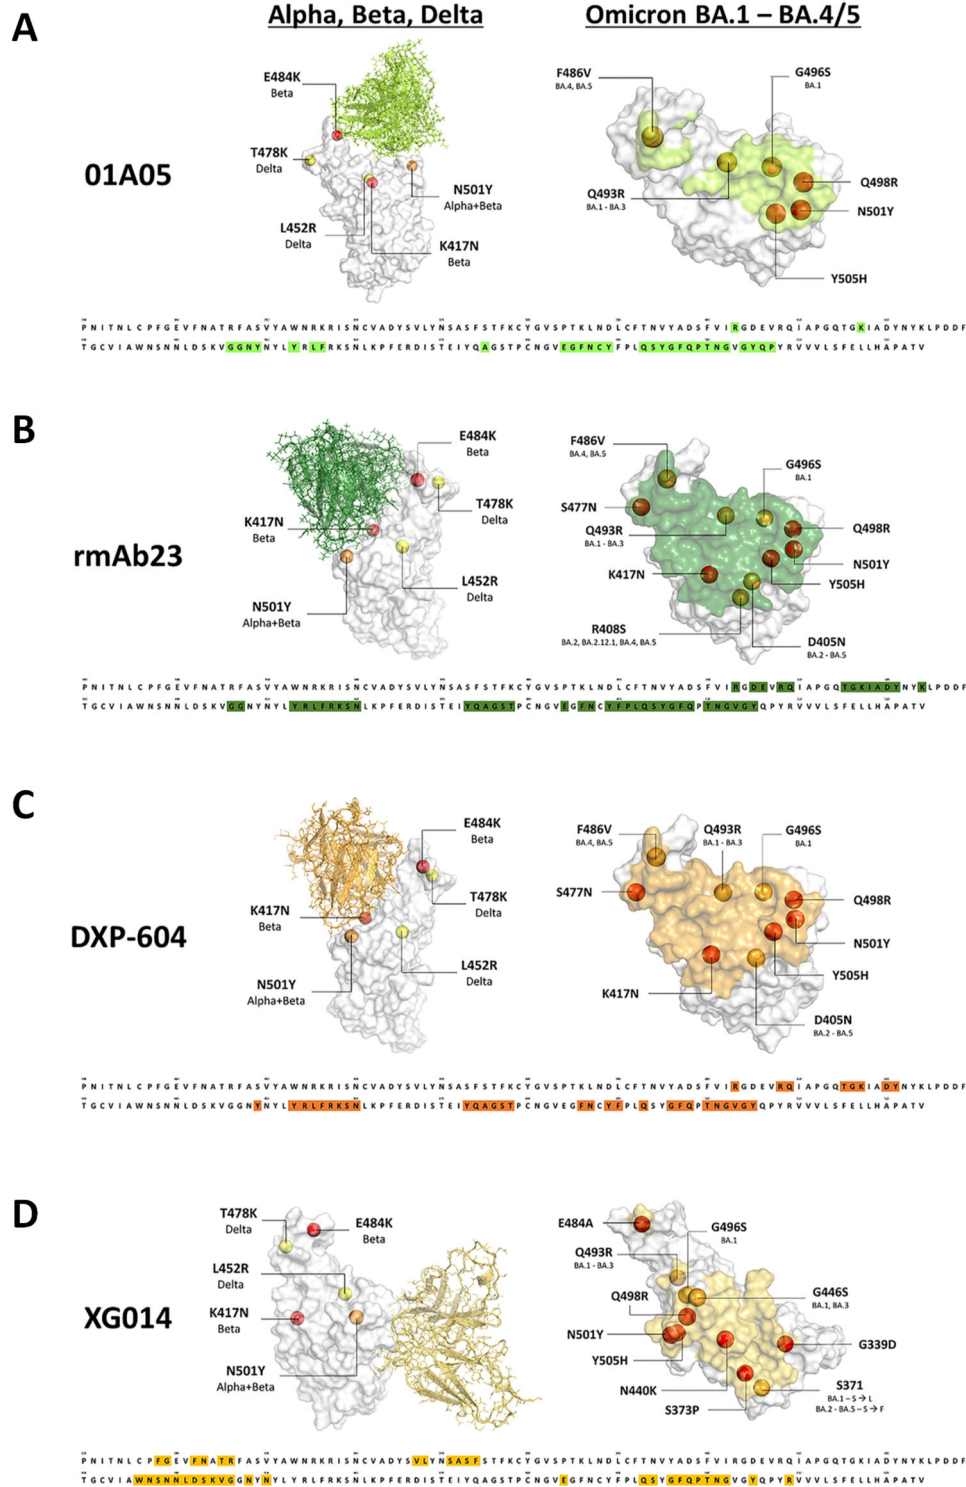 Alpha, Beta, Delta
Omicron BA.1 – BA.4/5
A
01A05
E484K
Beta
T478K
Delta
L452R
Delta
N501Y
Alpha+Beta
K417N
Beta
F486V
BA.4, BA.5
G496S
BA.1
Q493R
BA.1 - BA.3
Q498R
N501Y
Y505H
PNITNLCPFGEVFNATRFASVYAWNRKRISNCVADYSVLYNSASFSTFKCYGVSPTKLNDLCFTNVYADSFVIRGDEVRQIAPGQTGKIADYNYKLPDDF
TGCVIAWNSNNLDSKVGGNYNYLYRLFRKSNLKPFERDISTEIYQAGSTPCNGVEGFNCYFPLQSYGFQPTNGVGYQPYRVVVLSFELLHAPATV
B
rmAb23
E484K
Beta
T478K
Delta
K417N
Beta
L452R
Delta
N501Y
Alpha+Beta
F486V
BA.4, BA.5
G496S
BA.1
S477N
Q493R
BA.1 - BA.3
Q498R
N501Y
K417N
Y505H
R408S
BA.2, BA.2.12.1, BA.4, BA.5
D405N
BA.2 - BA.5
PNITNLCPFGEVFNATRFASVYAWNRKRISNCVADYSVLYNSASFSTFKCYGVSPTKLNDLCFTNVYADSFVIRGDEVRQIAPGQTGKIADYNYKLPDDF
TGCVIAWNSNNLDSKVGGNYNYLYRLFRKSNLKPFERDISTEIYQAGSTPCNGVEGFNCYFPLQSYGFQPTNGVGYQPYRVVVLSFELLHAPATV
C
DXP-604
E484K
Beta
T478K
Delta
K417N
Beta
L452R
Delta
N501Y
Alpha+Beta
F486V
BA.4, BA.5
Q493R
BA.1 - BA.3
G496S
BA.1
S477N
Q498R
N501Y
Y505H
K417N
D405N
BA.2 - BA.5
PNITNLCPFGEVFNATRFASVYAWNRKRISNCVADYSVLYNSASFSTFKCYGVSPTKLNDLCFTNVYADSFVIRGDEVRQIAPGQTGKIADYNYKLPDDF
TGCVIAWNSNNLDSKVGGNYNYLYRLFRKSNLKPFERDISTEIYQAGSTPCNGVEGFNCYFPLQSYGFQPTNGVGYQPYRVVVLSFELLHAPATV
D
XG014
T478K
Delta
E484K
Beta
L452R
Delta
K417N
Beta
N501Y
Alpha+Beta
E484A
G496S
BA.1
Q493R
BA.1 - BA.3
Q498R
G446S
BA.1, BA.3
N501Y
Y505H
G339D
N440K
S373P
S371
BA.1 – S → L
BA.2 - BA.5 – S → F
PNITNLCPFGEVFNATRFASVYAWNRKRISNCVADYSVLYNSASFSTFKCYGVSPTKLNDLCFTNVYADSFVIRGDEVRQIAPGQTGKIADYNYKLPDDF
TGCVIAWNSNNLDSKVGGNYNYLYRLFRKSNLKPFERDISTEIYQAGSTPCNGVEGFNCYFPLQSYGFQPTNGVGYQPYRVVVLSFELLHAPATV